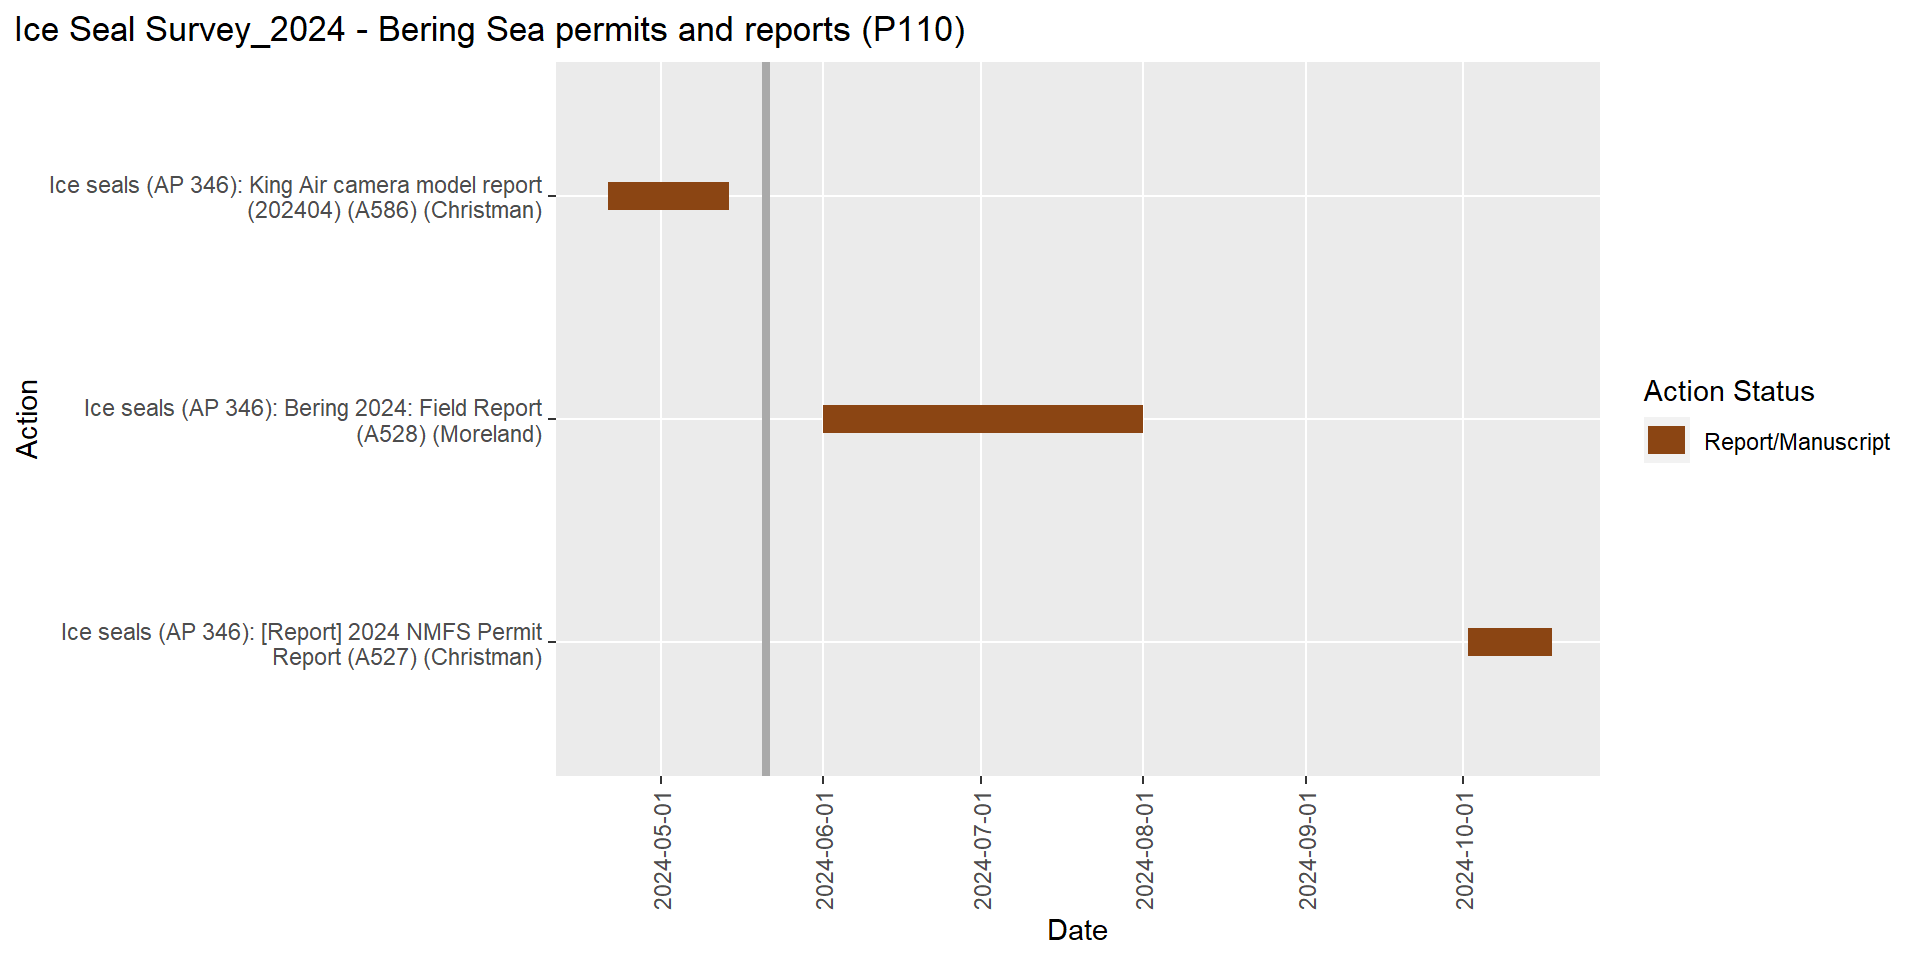 Ice Seal Survey_2024 - Bering Sea permits and reports (P110)
Ice seals (AP 346): King Air camera model report
(202404) (A586) (Christman)
Ice seals (AP 346): Bering 2024: Field Report
(A528) (Moreland)
Ice seals (AP 346): [Report] 2024 NMFS Permit
Report (A527) (Christman)
Action
2024-05-01
2024-06-01
2024-07-01
2024-08-01
2024-09-01
2024-10-01
Date
Action Status
Report/Manuscript